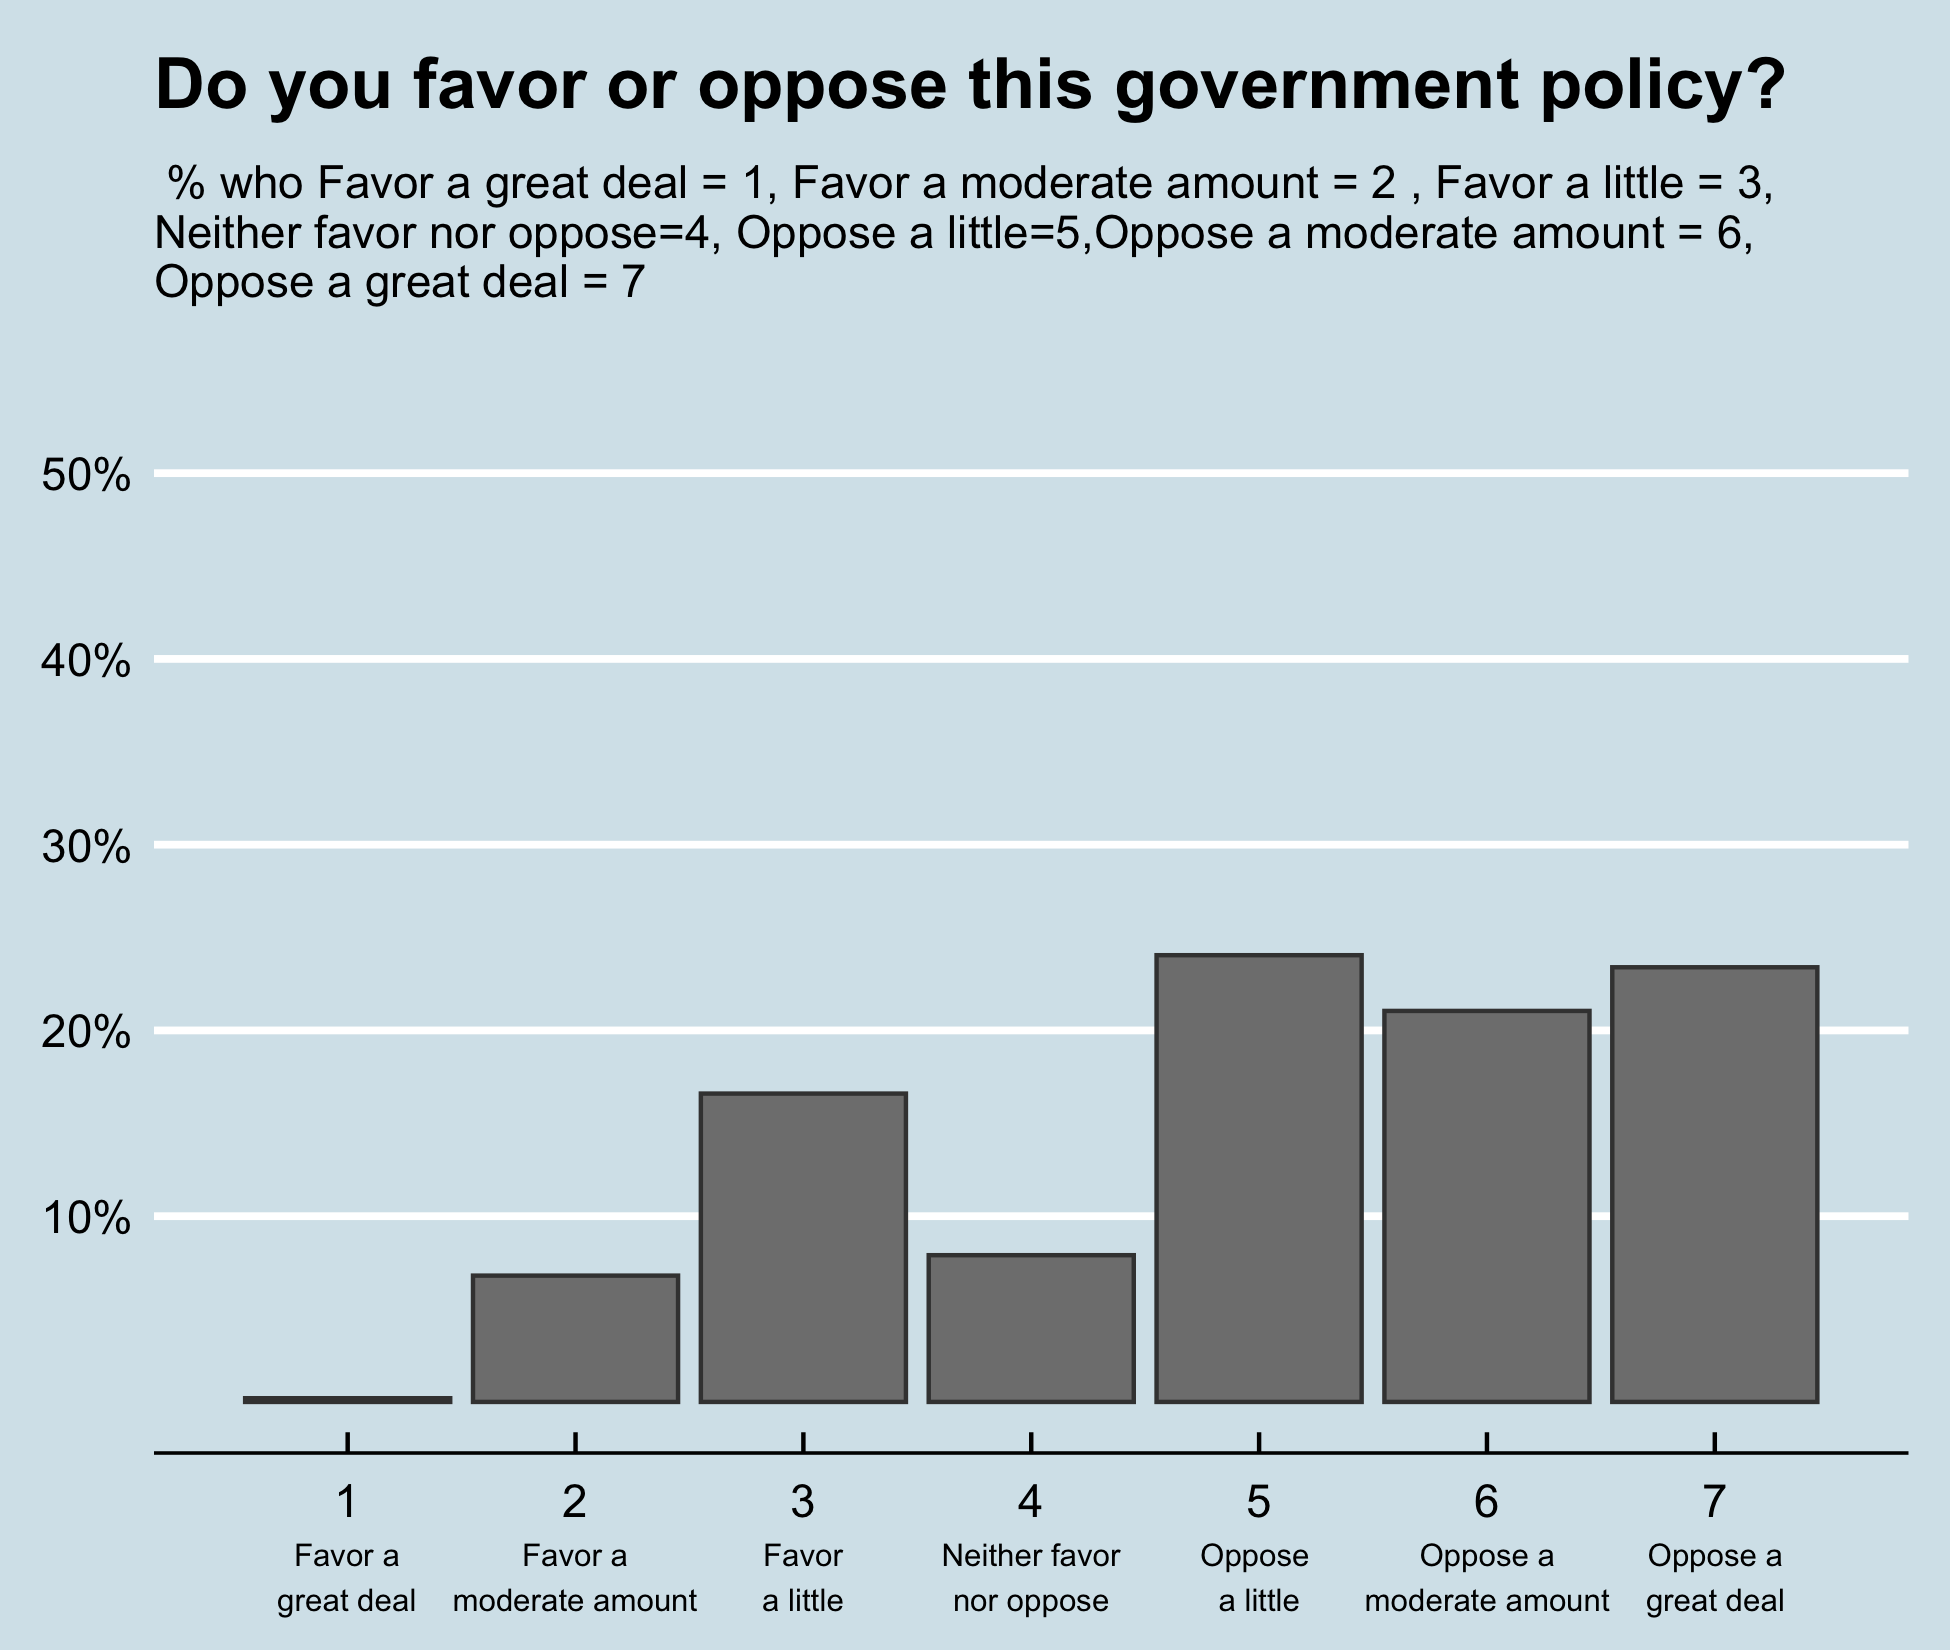 Do you favor or oppose this government policy?
% who Favor a great deal = 1, Favor a moderate amount = 2 , Favor a little = 3,
Neither favor nor oppose=4, Oppose a little=5,Oppose a moderate amount = 6,
Oppose a great deal = 7
50%
40%
30%
20%
10%
1 2 3 4 5 6 7
Favor a Favor a Favor Neither favor Oppose Oppose a Oppose a
great deal moderate amount a little nor oppose a little moderate amount great deal